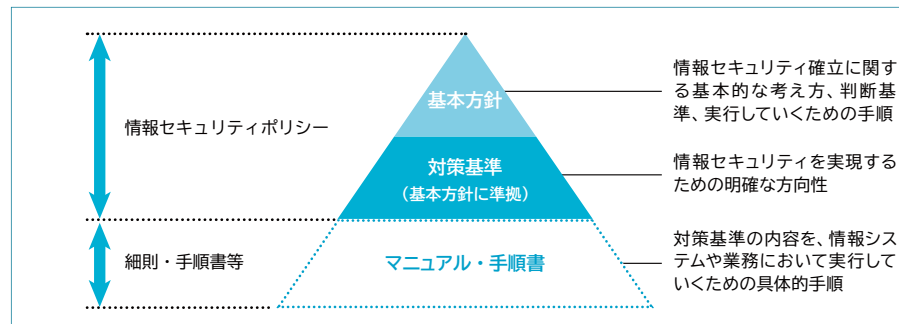 基本方針
情報セキュリティ確立に関す
る基本的な考え方、判断基
準、実行していくための手順
情報セキュリティポリシー
対策基準
（基本方針に準拠）
情報セキュリティを実現する
ための明確な方向性
細則・手順書等
マニュアル・手順書
対策基準の内容を、情報シス
テムや業務において実行して
いくための具体的手順